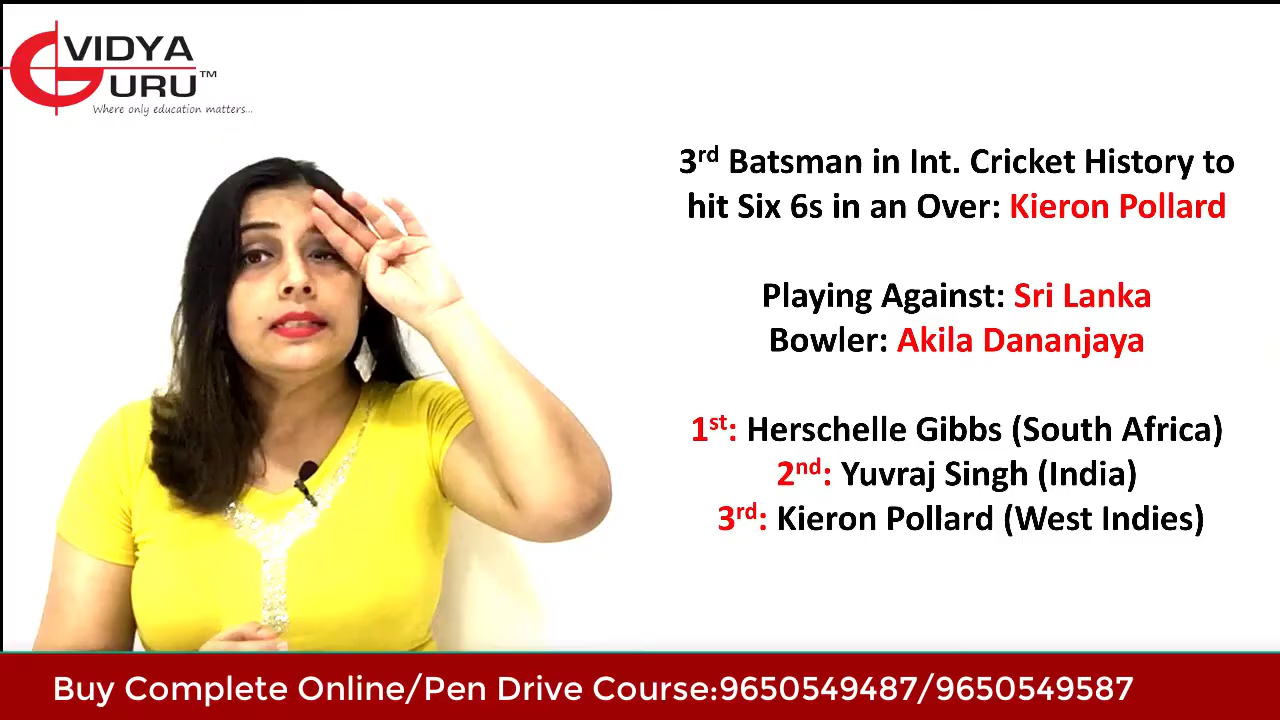 VIDYA
GURU™
Where only education matters...
3rd Batsman in Int. Cricket History to
hit Six 6s in an Over: Kieron Pollard
Playing Against: Sri Lanka
Bowler: Akila Dananjaya
1st: Herschelle Gibbs (South Africa)
2nd: Yuvraj Singh (India)
3rd: Kieron Pollard (West Indies)
Buy Complete Online/Pen Drive Course:9650549487/9650549587